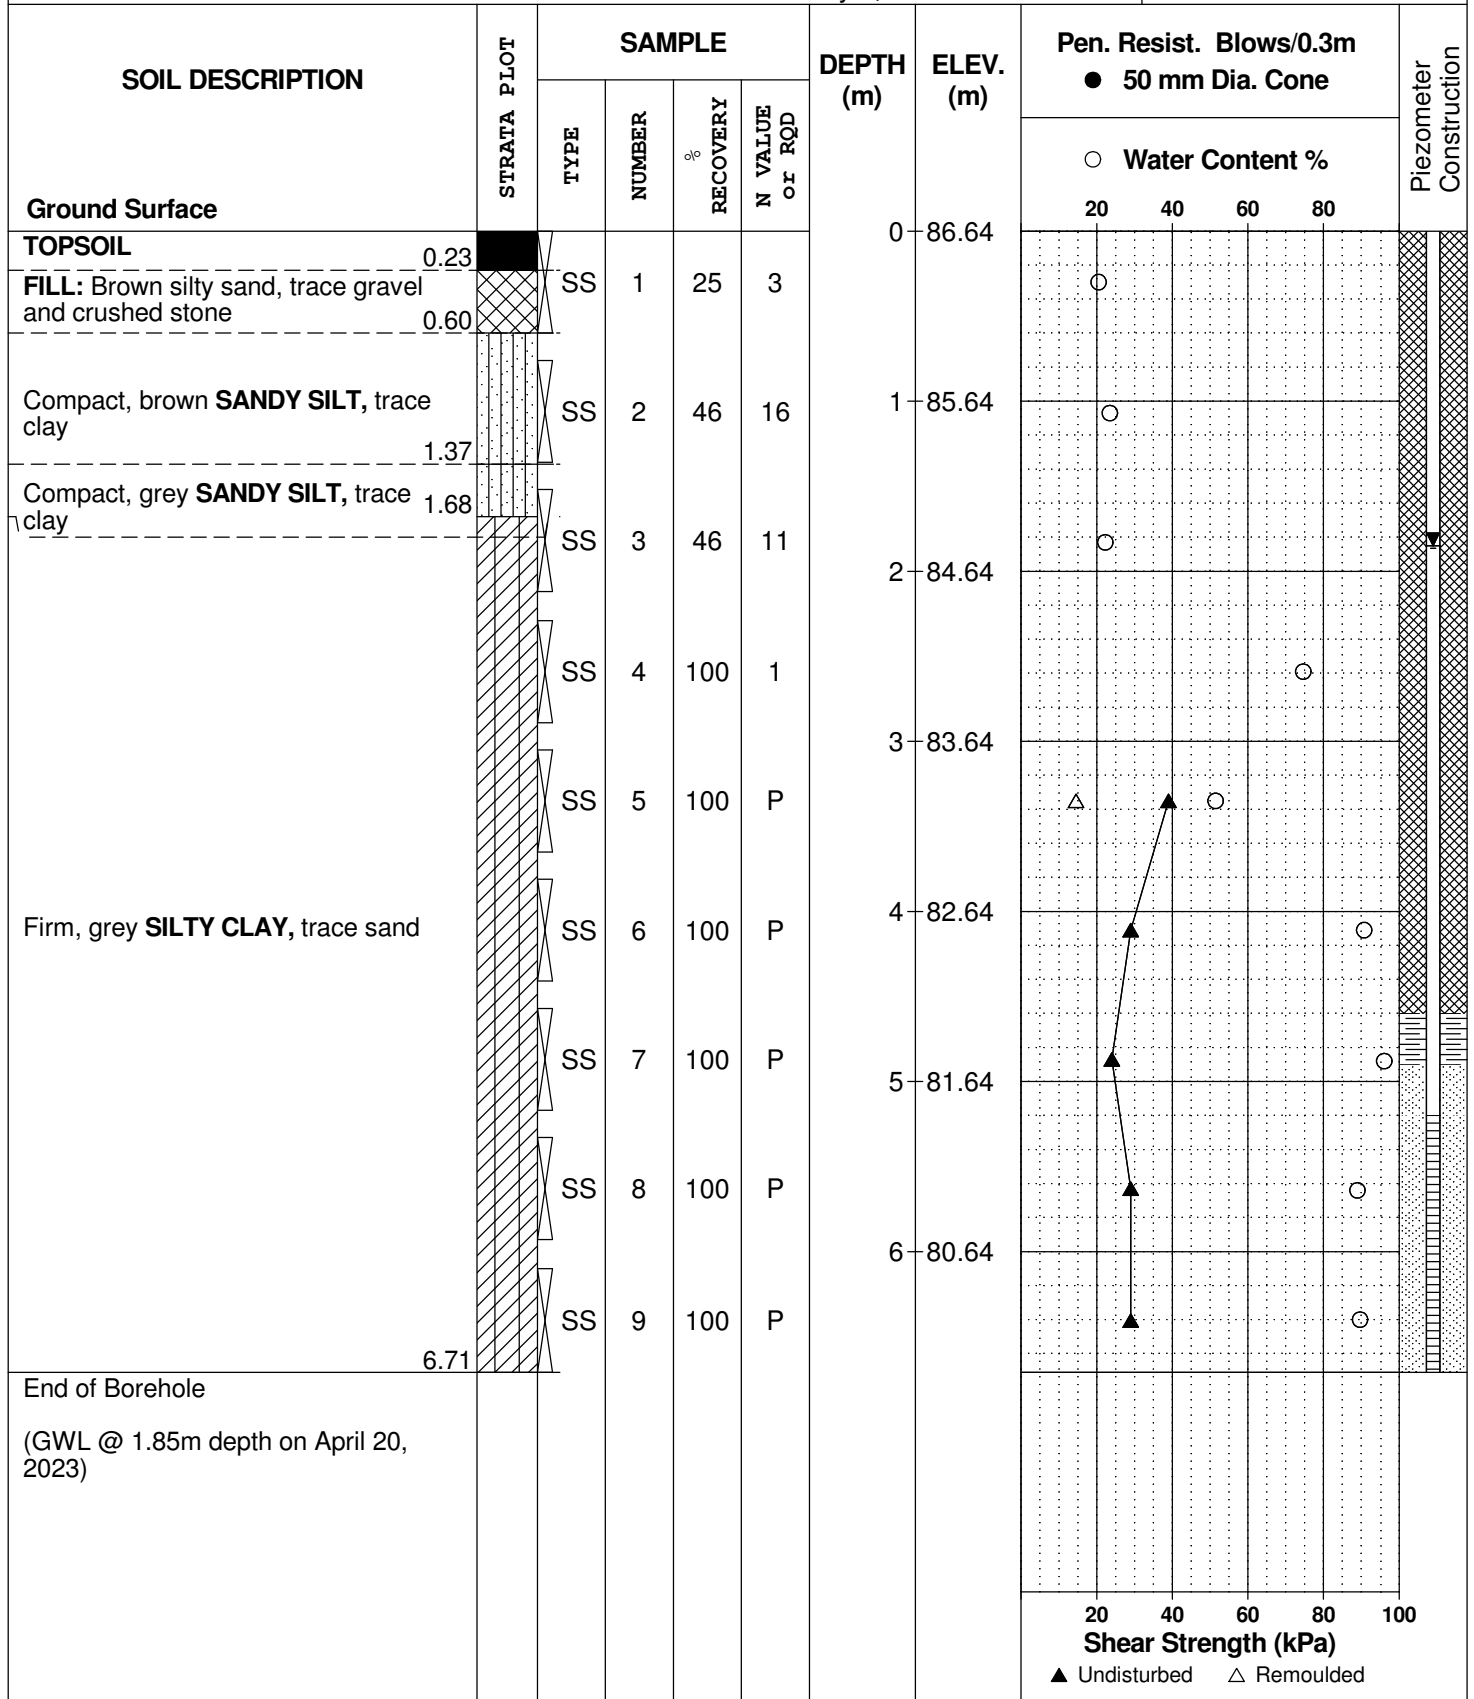 SOIL DESCRIPTION
Ground Surface
STRATA PLOT
SAMPLE
TYPE
NUMBER
%
RECOVERY
N VALUE
or RQD
DEPTH
(m)
ELEV.
(m)
Pen. Resist. Blows/0.3m
● 50 mm Dia. Cone
○ Water Content %
20 40 60 80
Piezometer
Construction
TOPSOIL
0.23
FILL: Brown silty sand, trace gravel
and crushed stone
0.60
SS 1 25 3
0 86.64
Compact, brown SANDY SILT, trace
clay
1.37
SS 2 46 16
1 85.64
Compact, grey SANDY SILT, trace
clay
1.68
SS 3 46 11
2 84.64
SS 4 100 1
3 83.64
SS 5 100 P
Firm, grey SILTY CLAY, trace sand
SS 6 100 P
4 82.64
SS 7 100 P
5 81.64
SS 8 100 P
6 80.64
SS 9 100 P
6.71
End of Borehole
(GWL @ 1.85m depth on April 20,
2023)
20 40 60 80 100
Shear Strength (kPa)
▲ Undisturbed △ Remoulded